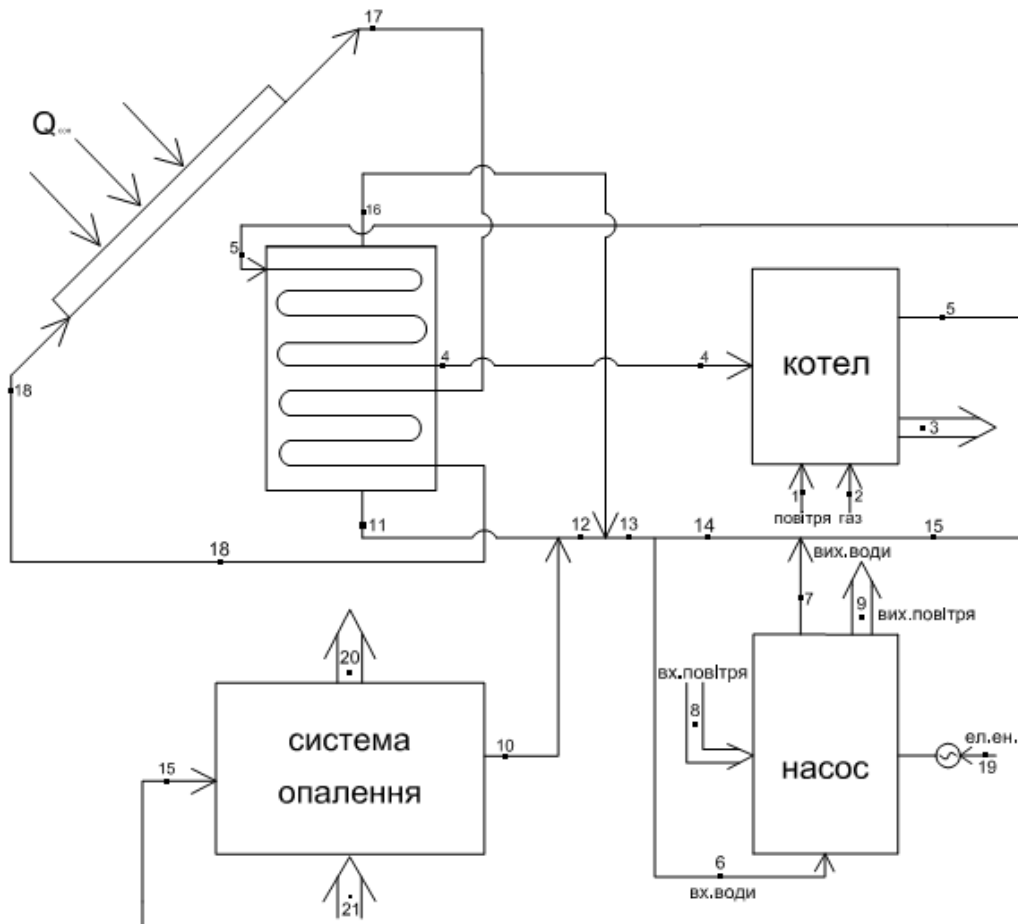 17
Q
16
5
5
4
4
котел
18
3
1
2
повітря газ
11
12
13
14
15
вих.води
18
7
9
вих.повітря
20
вх.повітря
8
система
опалення
10
15
ел.ен.
19
насос
6
вх.води
21